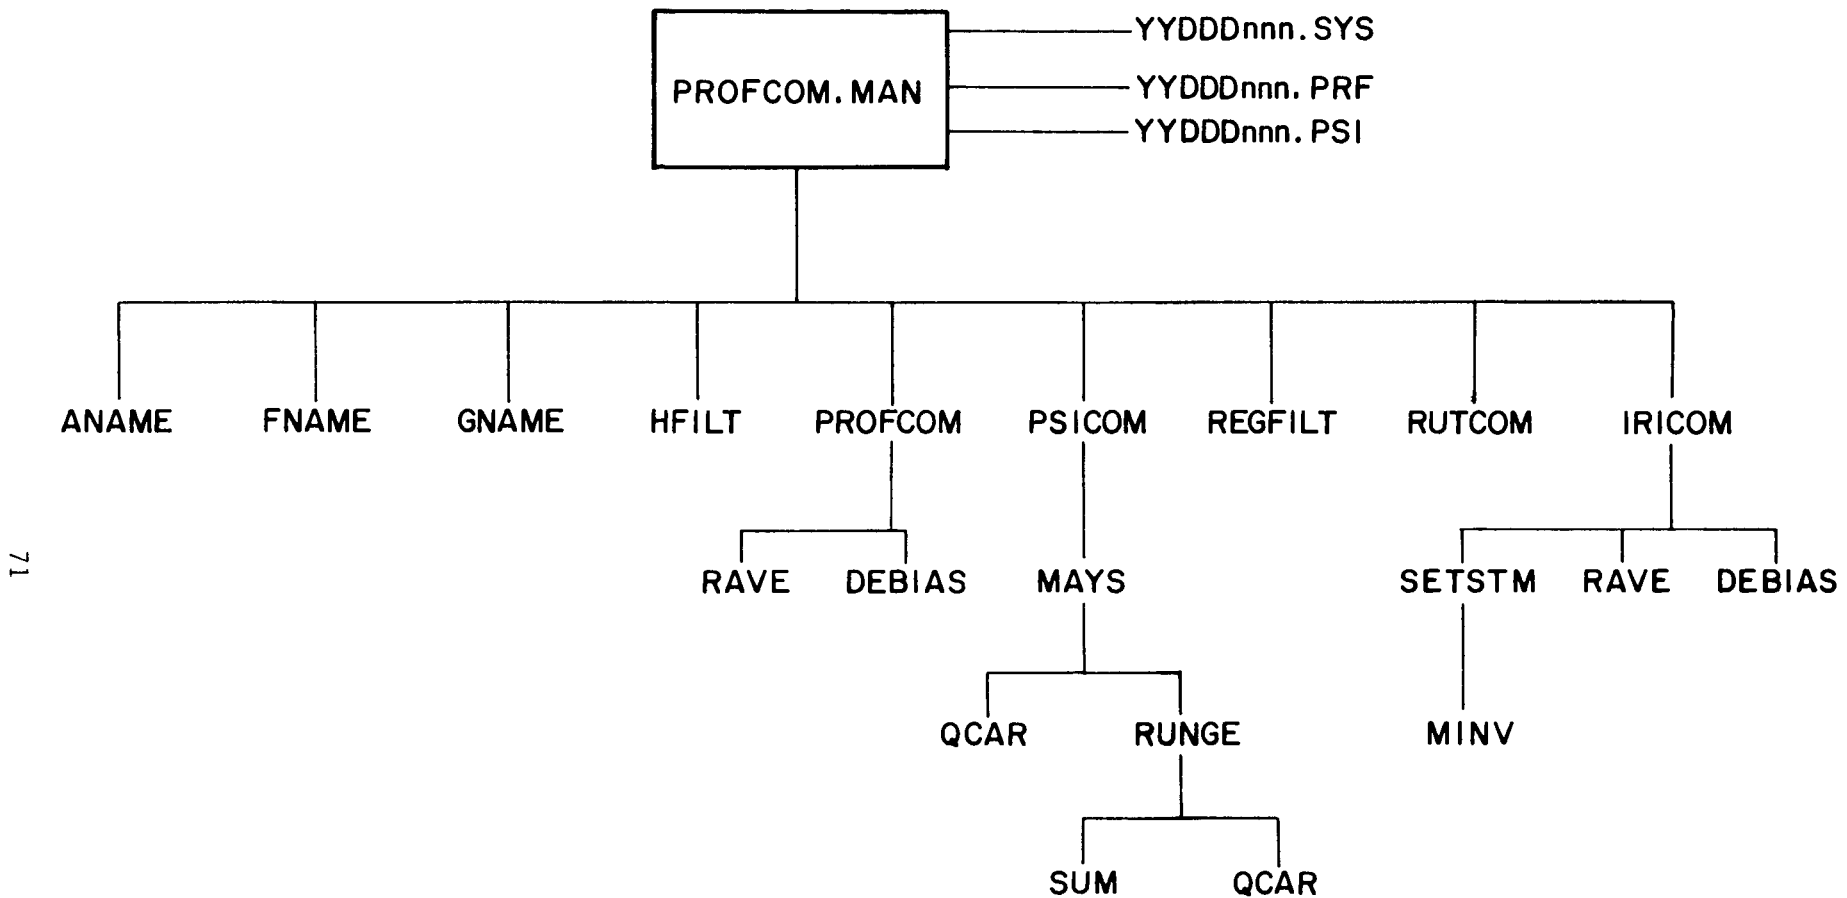 YYDDDnnn.SYS
PROFCOM.MAN
YYDDDnnn.PRF
YYDDDnnn.PSI
ANAME FNAME GNAME HFILT PROFCOM PSICOM REGFILT RUTCOM IRICOM
RAVE DEBIAS MAYS SETSTM RAVE DEBIAS
QCAR RUNGE MINV
SUM QCAR
71